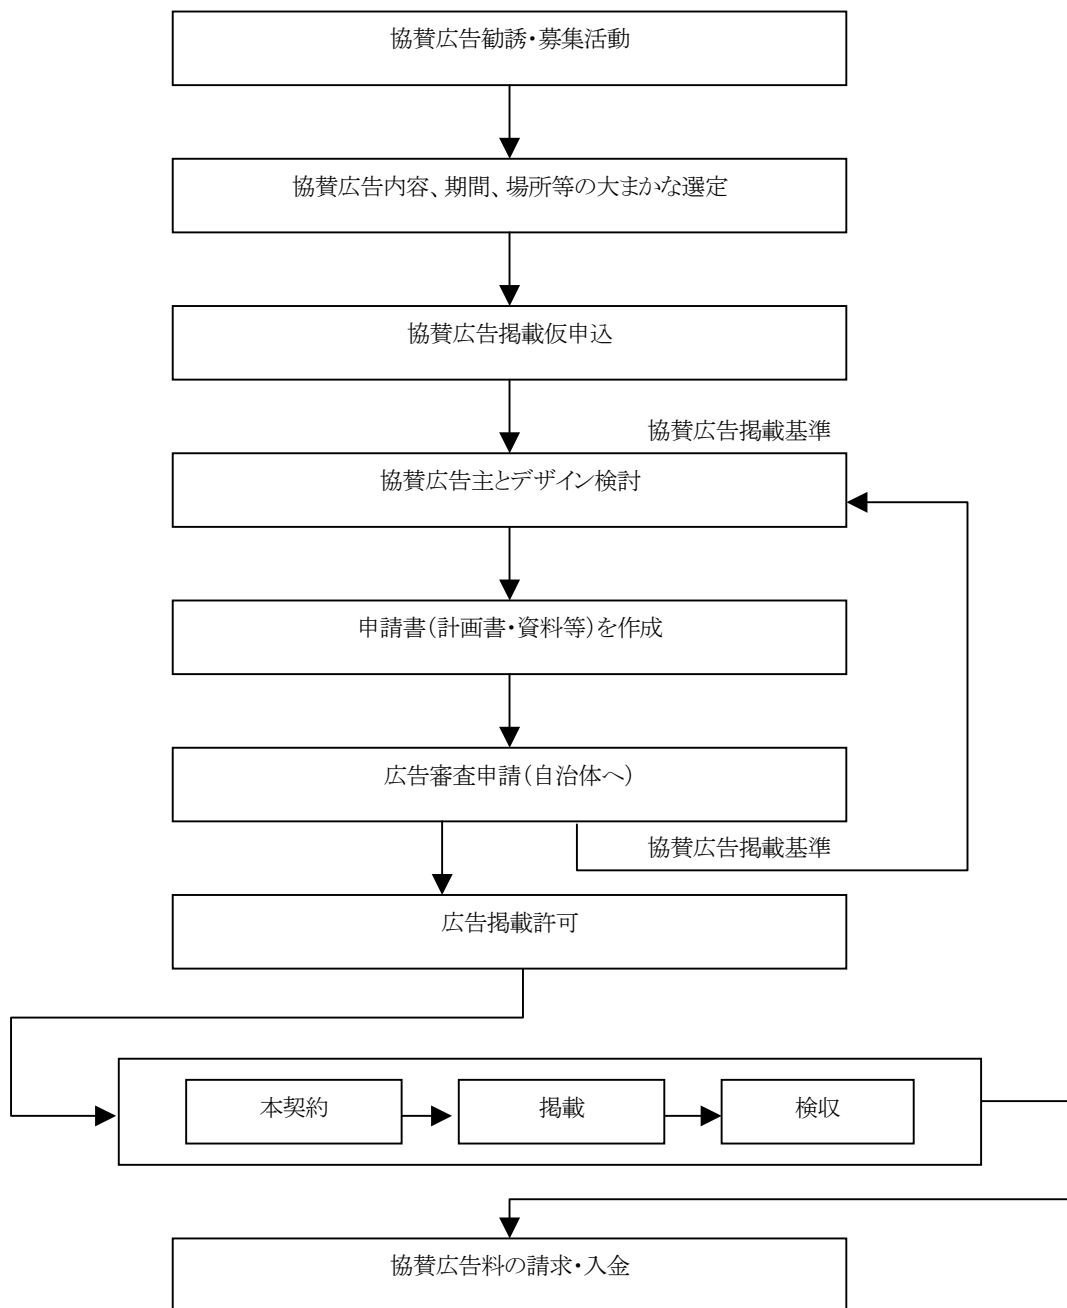 協賛広告勧誘・募集活動
協賛広告内容、期間、場所等の大まかな選定
協賛広告掲載仮申込
協賛広告掲載基準
協賛広告主とデザイン検討
申請書(計画書・資料等)を作成
広告審査申請(自治体へ)
協賛広告掲載基準
広告掲載許可
本契約
掲載
検収
協賛広告料の請求・入金